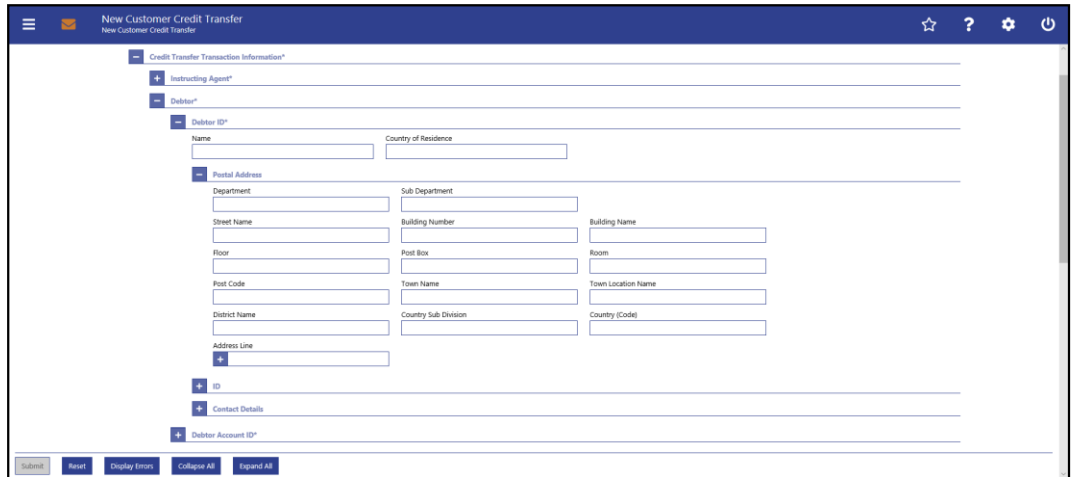 New Customer Credit Transfer
New Customer Credit Transfer
Credit Transfer Transaction Information*
Instructing Agent*
Debtor*
Debtor ID*
Name Country of Residence
Postal Address
Department Sub Department
Street Name Building Number Building Name
Floor Post Box Room
Post Code Town Name Town Location Name
District Name Country Sub Division Country (Code)
Address Line
ID
Contact Details
Debtor Account ID*
Submit Reset Display Errors Collapse All Expand All